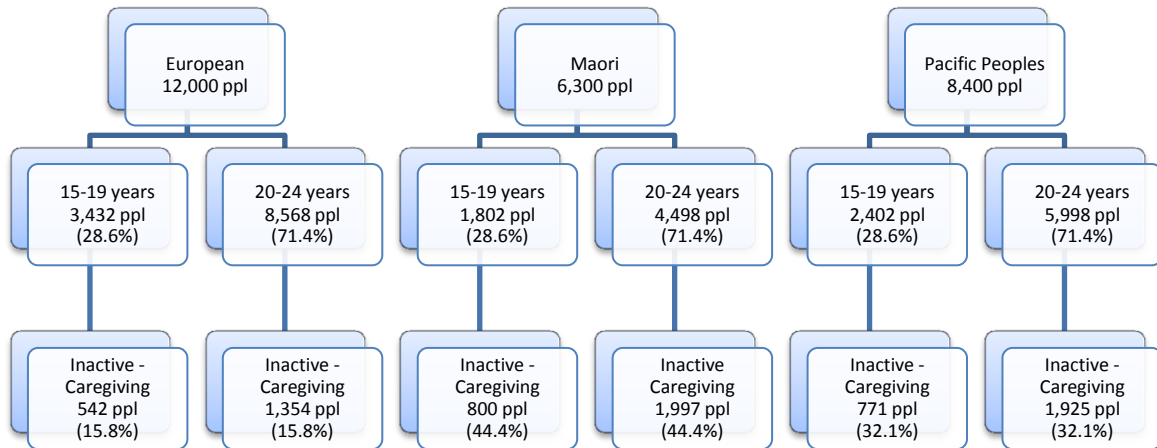 European
12,000 ppl
Maori
6,300 ppl
Pacific Peoples
8,400 ppl
15-19 years
3,432 ppl
(28.6%)
20-24 years
8,568 ppl
(71.4%)
15-19 years
1,802 ppl
(28.6%)
20-24 years
4,498 ppl
(71.4%)
15-19 years
2,402 ppl
(28.6%)
20-24 years
5,998 ppl
(71.4%)
Inactive -
Caregiving
542 ppl
(15.8%)
Inactive -
Caregiving
1,354 ppl
(15.8%)
Inactive -
Caregiving
800 ppl
(44.4%)
Inactive
Caregiving
1,997 ppl
(44.4%)
Inactive -
Caregiving
771 ppl
(32.1%)
Inactive -
Caregiving
1,925 ppl
(32.1%)